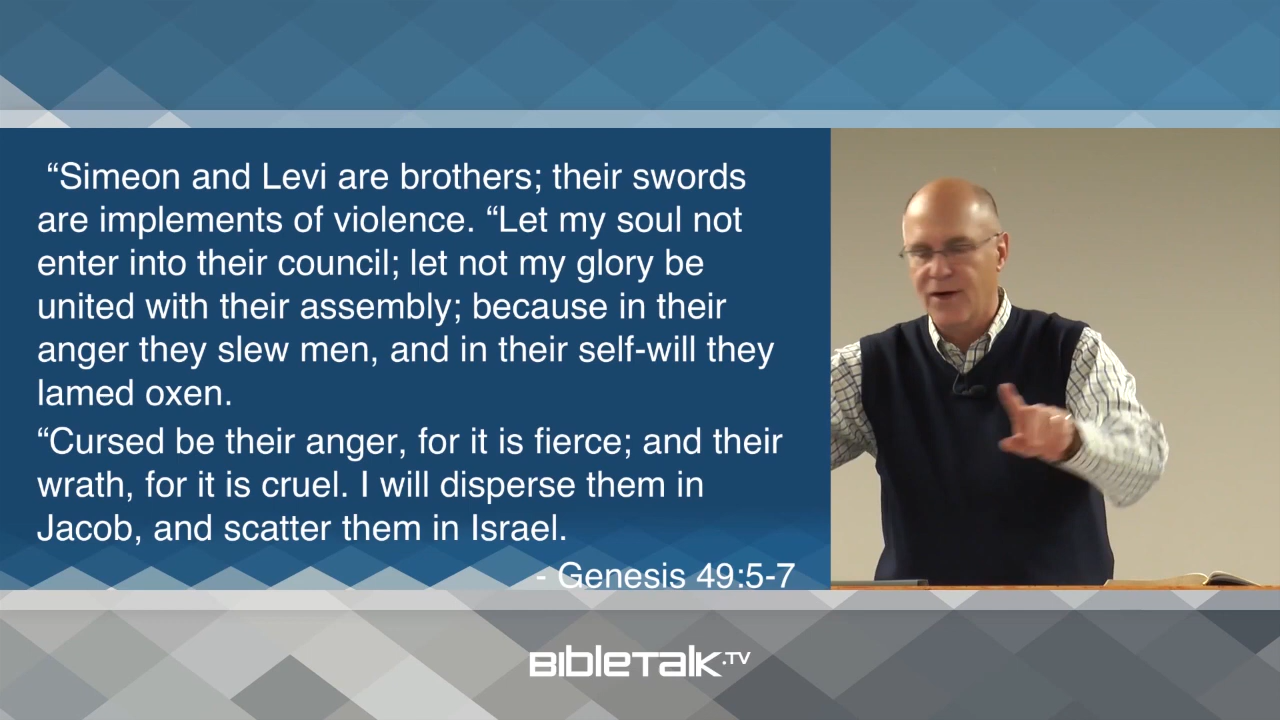 “Simeon and Levi are brothers; their swords
are implements of violence. “Let my soul not
enter into their council; let not my glory be
united with their assembly; because in their
anger they slew men, and in their self-will they
lamed oxen.
“Cursed be their anger, for it is fierce; and their
wrath, for it is cruel. I will disperse them in
Jacob, and scatter them in Israel.
- Genesis 49:5-7
BIBLETALK.TV